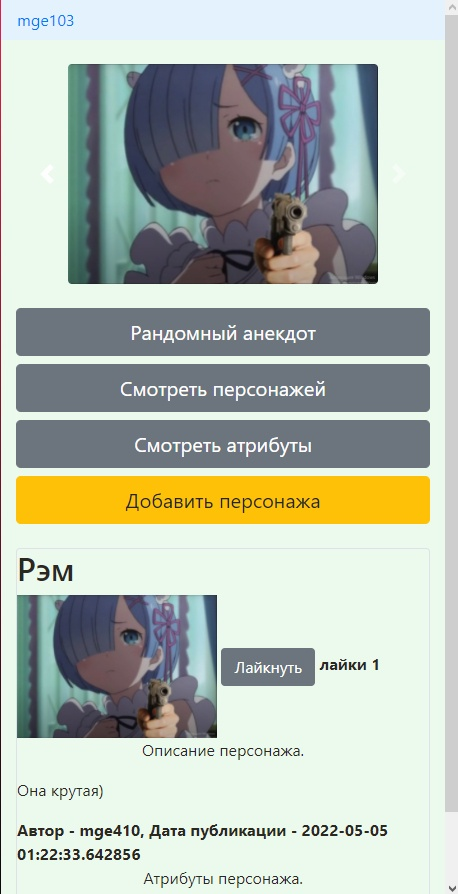 mge103
Рандомный анекдот
Смотреть персонажей
Смотреть атрибуты
Добавить персонажа
Рэм
Лайкнуть лайки 1
Описание персонажа.
Она крутая)
Автор - mge410, Дата публикации - 2022-05-05
01:22:33.642856
Атрибуты персонажа.